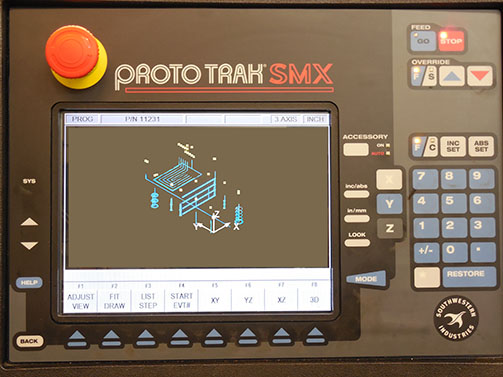 PROTOTRAK® SMX
FEED
GO
STOP
OVERRIDE
F
S
PROG
P/N 11231
3 AXIS
INCH
ACCESSORY
ON
AUTO
F
C
INC SET
ABS SET
SYS
inc/abs
in/mm
LOOK
X
7
8
9
Y
4
5
6
Z
1
2
3
+/-
0
•
MODE
RESTORE
HELP
F1
F2
F3
F4
F5
F6
F7
F8
ADJUST VIEW
FIT DRAW
LIST STEP
START EVT#
XY
YZ
XZ
3D
BACK
SOUTHWESTERN INDUSTRIES